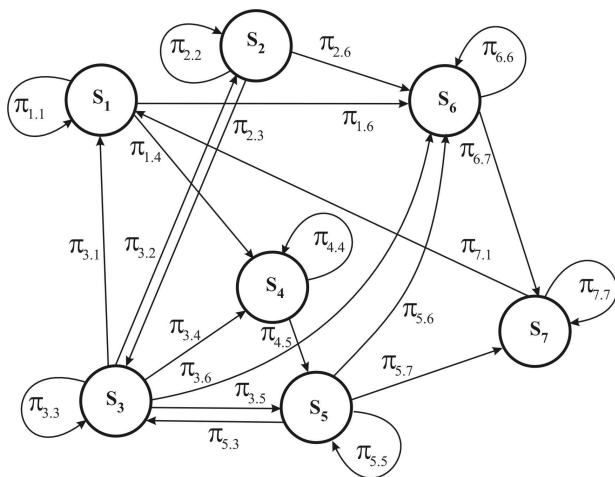 S₂
π₂.₂
π₂.₆
π₆.₆
S₁
S₆
π₁.₁
π₁.₆
π₂.₃
π₁.₄
π₆.₇
π₃.₁
π₃.₂
π₄.₄
π₇.₁
S₄
π₇.₇
π₃.₄
π₄.₅
π₅.₆
S₇
π₃.₆
π₅.₇
π₃.₃
S₃
π₃.₅
S₅
π₅.₃
π₅.₅